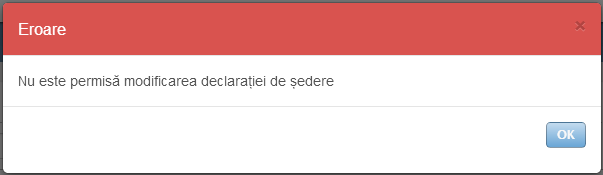 Eroare
×
Nu este permisă modificarea declarației de ședere
OK